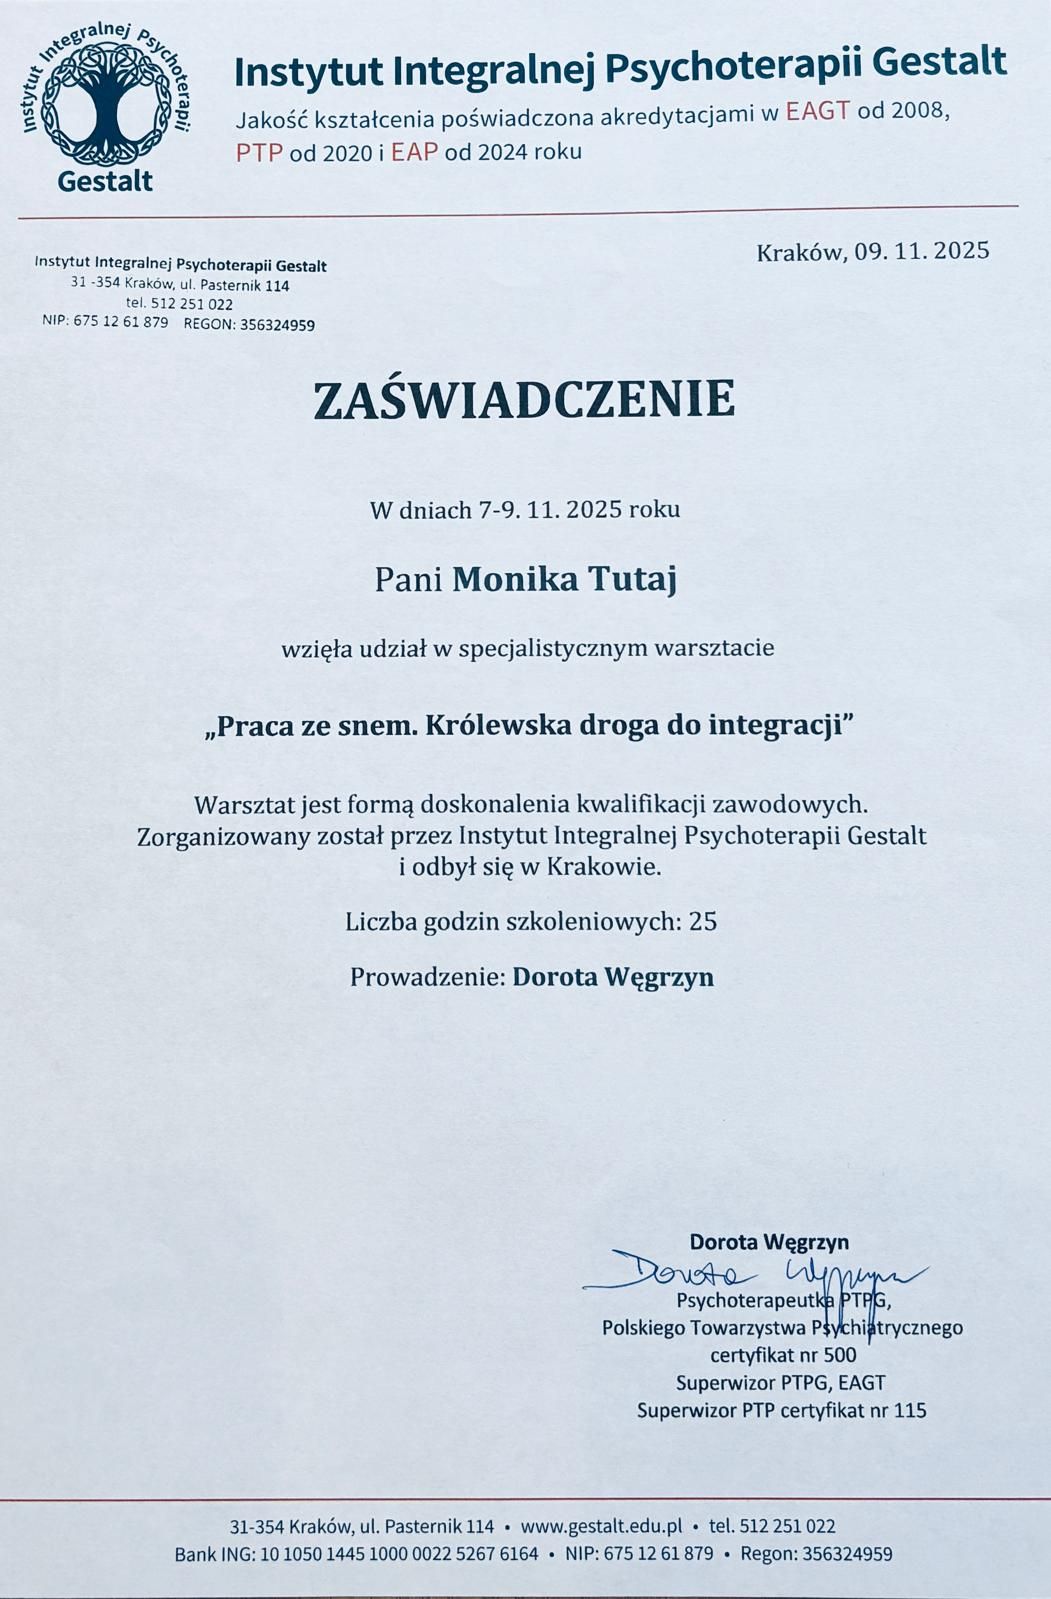 Instytut Integralnej Psychoterapii
Gestalt
Instytut Integralnej Psychoterapii Gestalt
Jakość kształcenia poświadczona akredytacjami w EAGT od 2008,
PTP od 2020 i EAP od 2024 roku
Kraków, 09. 11. 2025
Instytut Integralnej Psychoterapii Gestalt
31 -354 Kraków, ul. Pasternik 114
tel. 512 251 022
NIP: 675 12 61 879 REGON: 356324959
ZAŚWIADCZENIE
W dniach 7-9. 11. 2025 roku
Pani Monika Tutaj
wzięła udział w specjalistycznym warsztacie
„Praca ze snem. Królewska droga do integracji”
Warsztat jest formą doskonalenia kwalifikacji zawodowych.
Zorganizowany został przez Instytut Integralnej Psychoterapii Gestalt
i odbył się w Krakowie.
Liczba godzin szkoleniowych: 25
Prowadzenie: Dorota Węgrzyn
Dorota Węgrzyn
Dorota Węgrzyn
Psychoterapeutka PTPG,
Polskiego Towarzystwa Psychiatrycznego
certyfikat nr 500
Superwizor PTPG, EAGT
Superwizor PTP certyfikat nr 115
31-354 Kraków, ul. Pasternik 114 • www.gestalt.edu.pl • tel. 512 251 022
Bank ING: 10 1050 1445 1000 0022 5267 6164 • NIP: 675 12 61 879 • Regon: 356324959